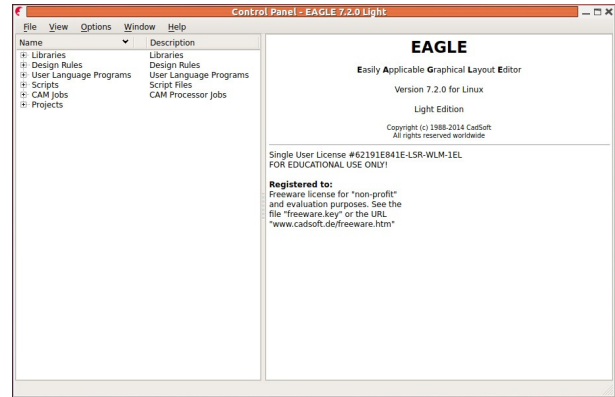 Control Panel - EAGLE 7.2.0 Light
File View Options Window Help
Name Description
Libraries Libraries
Design Rules Design Rules
User Language Programs User Language Programs
Scripts Script Files
CAM Jobs CAM Processor Jobs
Projects
EAGLE
Easily Applicable Graphical Layout Editor
Version 7.2.0 for Linux
Light Edition
Copyright (c) 1988-2014 CadSoft
All rights reserved worldwide
Single User License #62191E841E-LSR-WLM-1EL
FOR EDUCATIONAL USE ONLY!
Registered to:
Freeware license for "non-profit"
and evaluation purposes. See the
file "freeware.key" or the URL
"www.cadsoft.de/freeware.htm"